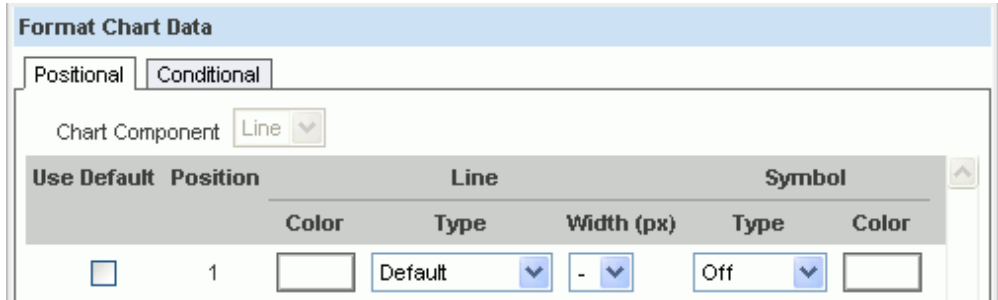 Format Chart Data
Positional Conditional
Chart Component Line
Use Default Position Line Symbol
Color Type Width (px) Type Color
1 Default - Off